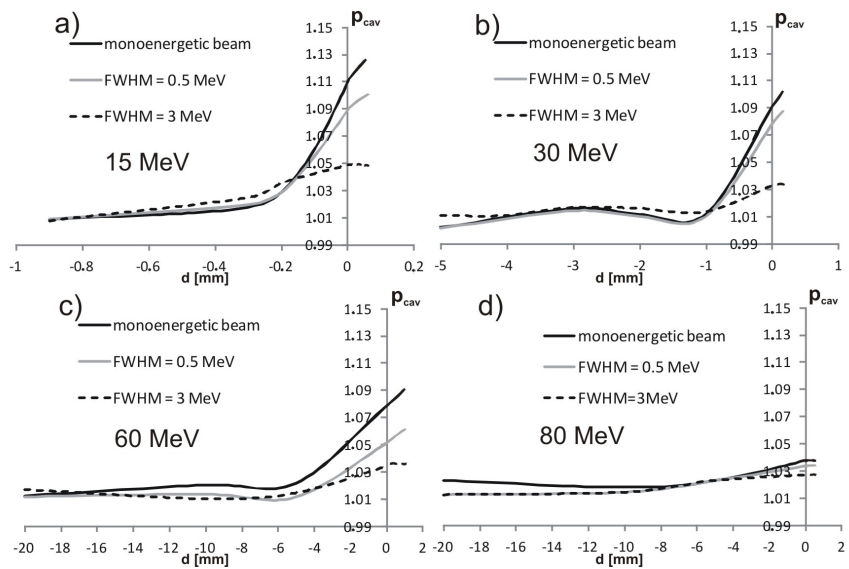 a)
p cav
1.15
1.13
1.11
1.09
1.07
1.05
1.03
1.01
0.99
monoenergetic beam
FWHM = 0.5 MeV
FWHM = 3 MeV
15 MeV
-1 -0.8 -0.6 -0.4 -0.2 0 0.2
d [mm]
b)
p cav
1.15
1.13
1.11
1.09
1.07
1.05
1.03
1.01
0.99
monoenergetic beam
FWHM = 0.5 MeV
FWHM = 3 MeV
30 MeV
-5 -4 -3 -2 -1 0 1
d [mm]
c)
p cav
1.15
1.13
1.11
1.09
1.07
1.05
1.03
1.01
0.99
monoenergetic beam
FWHM = 0.5 MeV
FWHM = 3 MeV
60 MeV
-20 -18 -16 -14 -12 -10 -8 -6 -4 -2 0 2
d [mm]
d)
p cav
1.15
1.13
1.11
1.09
1.07
1.05
1.03
1.01
0.99
monoenergetic beam
FWHM = 0.5 MeV
FWHM=3MeV
80 MeV
-20 -18 -16 -14 -12 -10 -8 -6 -4 -2 0 2
d [mm]